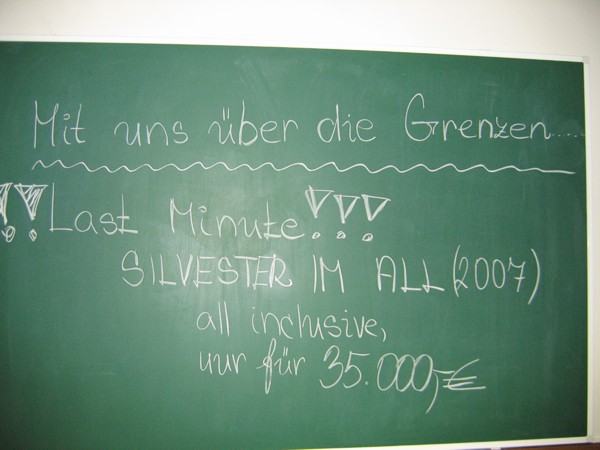 Mit uns über die Grenzen.....
!! Last Minute!!!
SILVESTER IM ALL (2007)
all inclusive,
nur für 35.000,-€